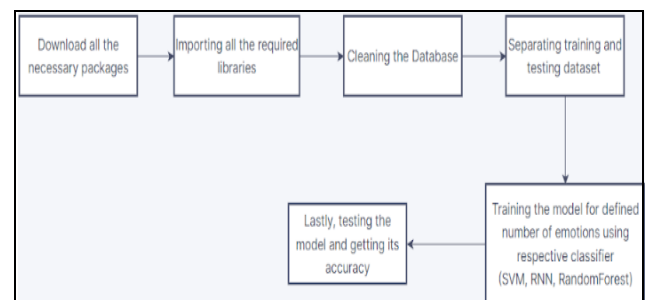 Download all the
necessary packages
Importing all the required
libraries
Cleaning the Database
Separating training and
testing dataset
Training the model for defined
number of emotions using
respective classifier
(SVM, RNN, RandomForest)
Lastly, testing the
model and getting its
accuracy